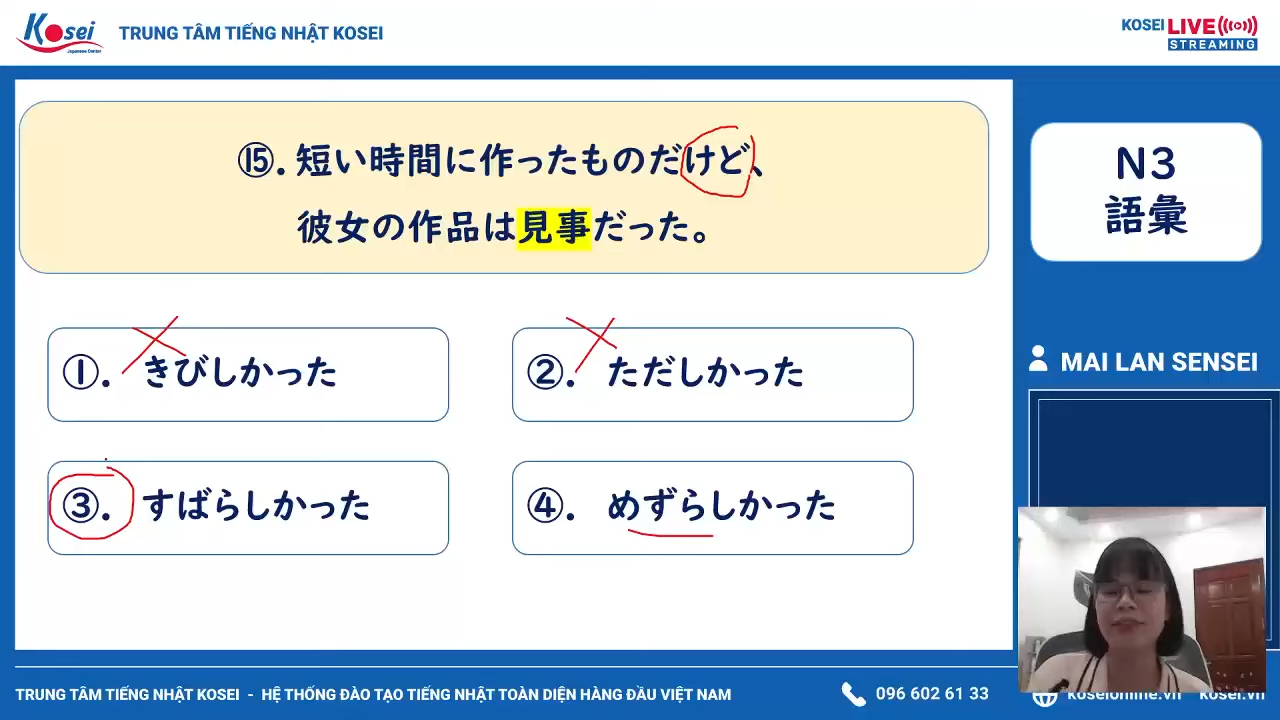 Kosei
Japanese Center
TRUNG TÂM TIẾNG NHẬT KOSEI
KOSEI LIVE
STREAMING
⑮. 短い時間に作ったものだけど、
彼女の作品は見事だった。
N3
語彙
①. きびしかった
②. ただしかった
③. すばらしかった
④. めずらしかった
MAI LAN SENSEI
TRUNG TÂM TIẾNG NHẬT KOSEI - HỆ THỐNG ĐÀO TẠO TIẾNG NHẬT TOÀN DIỆN HÀNG ĐẦU VIỆT NAM
096 602 61 33
koseionline.vn kosei.vn